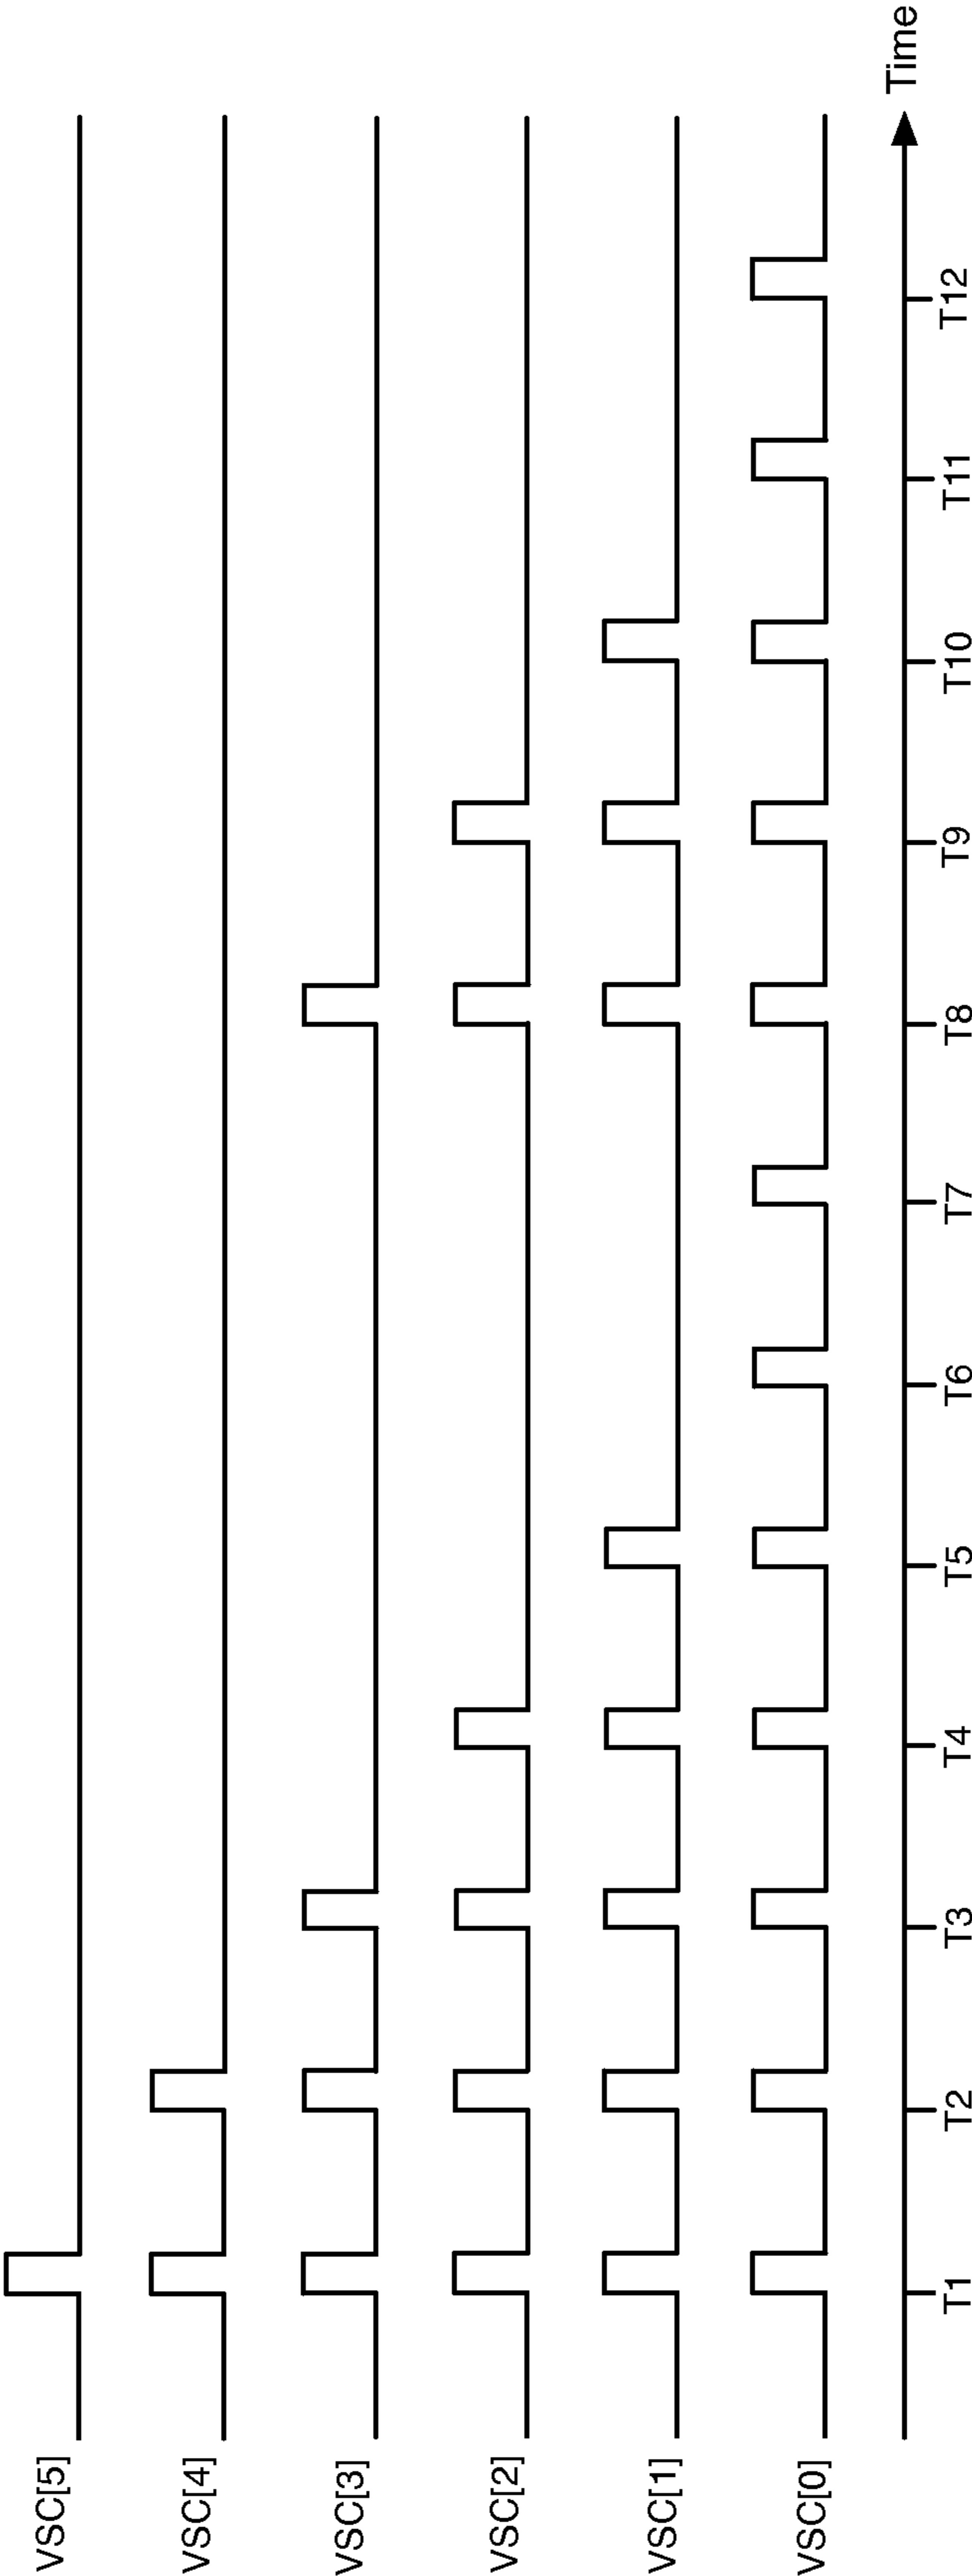 VSC[5]
VSC[4]
VSC[3]
VSC[2]
VSC[1]
VSC[0]
T1 T2 T3 T4 T5 T6 T7 T8 T9 T10 T11 T12 Time